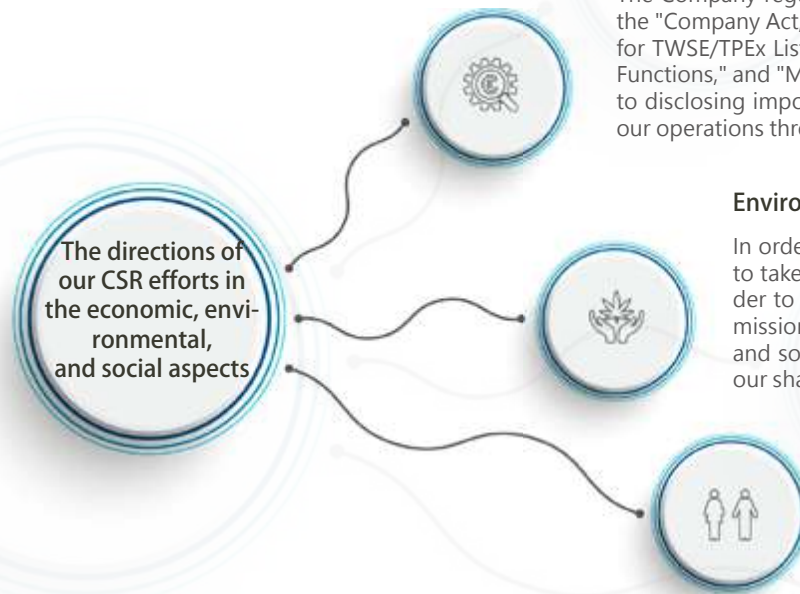 The Company regu
the "Company Act,
for TWSE/TPEx List
Functions," and "M
to disclosing impo
our operations thro
The directions of
our CSR efforts in
the economic, envi-
ronmental,
and social aspects
Enviro
In orde
to take
der to
mission
and so
our sha